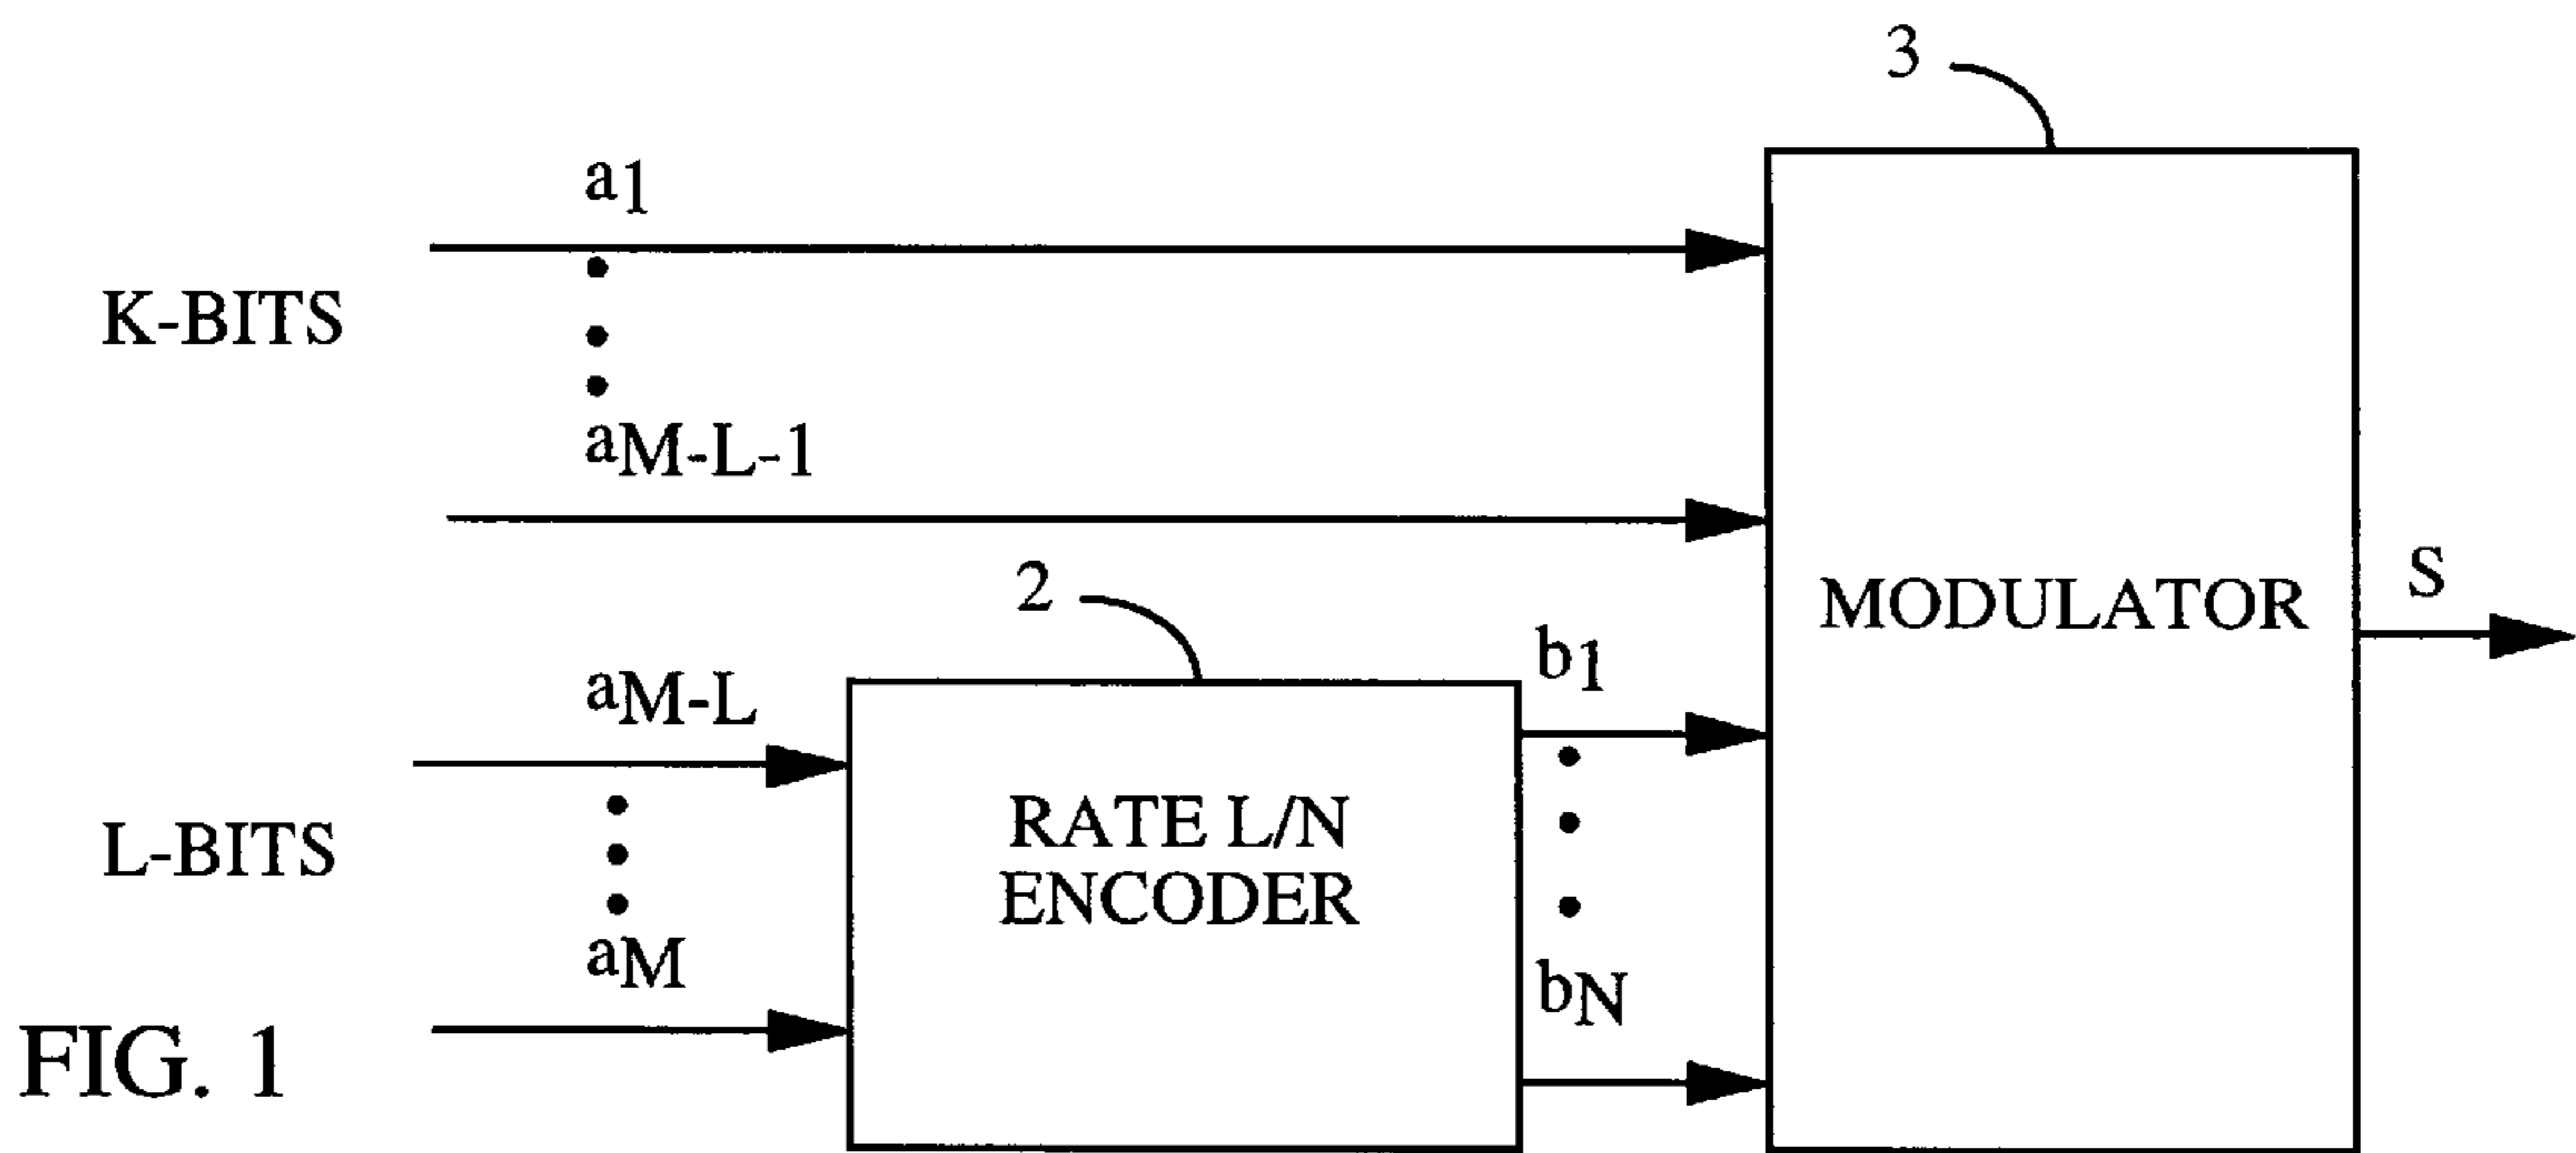 3
a1
K-BITS
aM-L-1
2
MODULATOR
S
b1
aM-L
RATE L/N
ENCODER
L-BITS
aM
bN
FIG. 1